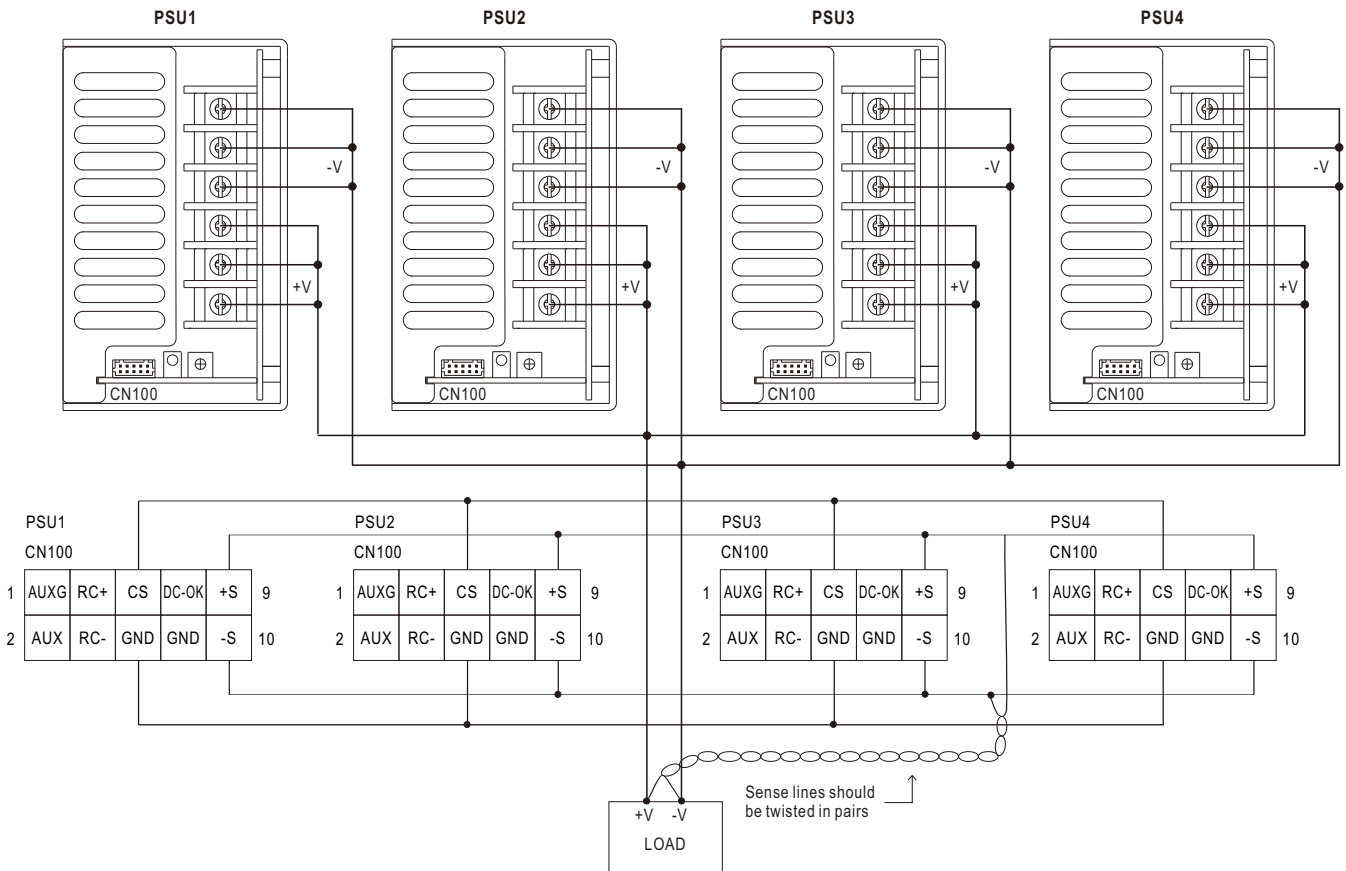 PSU1 PSU2 PSU3 PSU4
-V -V -V -V
+V +V +V +V
CN100 CN100 CN100 CN100
PSU1 PSU2 PSU3 PSU4
CN100 CN100 CN100 CN100
1 AUXG RC+ CS DC-OK +S 9 1 AUXG RC+ CS DC-OK +S 9 1 AUXG RC+ CS DC-OK +S 9 1 AUXG RC+ CS DC-OK +S 9
2 AUX RC- GND GND -S 10 2 AUX RC- GND GND -S 10 2 AUX RC- GND GND -S 10 2 AUX RC- GND GND -S 10
Sense lines should
be twisted in pairs
+V -V
LOAD